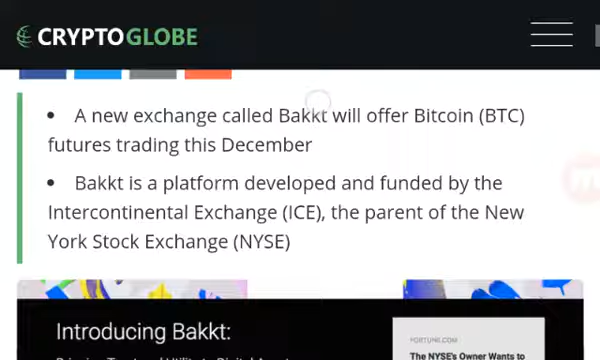 CRYPTOGLOBE
• A new exchange called Bakkt will offer Bitcoin (BTC)
futures trading this December
• Bakkt is a platform developed and funded by the
Intercontinental Exchange (ICE), the parent of the New
York Stock Exchange (NYSE)
Introducing Bakkt:
FORTUNE.COM
The NYSE's Owner Wants to